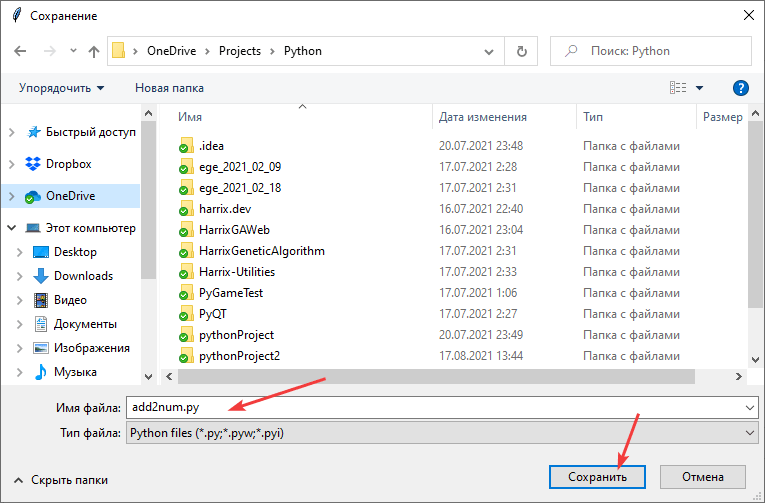 Сохранение
OneDrive › Projects › Python
Поиск: Python
Упорядочить Новая папка ?
Имя Дата изменения Тип Размер
Быстрый доступ
Dropbox
OneDrive
Этот компьютер
Desktop
Downloads
Видео
Документы
Изображения
Музыка
.idea 20.07.2021 23:48 Папка с файлами
ege_2021_02_09 17.07.2021 2:28 Папка с файлами
ege_2021_02_18 17.07.2021 2:31 Папка с файлами
harrix.dev 16.07.2021 22:40 Папка с файлами
HarrixGAWeb 16.07.2021 23:04 Папка с файлами
HarrixGeneticAlgorithm 17.07.2021 2:31 Папка с файлами
Harrix-Utilities 17.07.2021 2:33 Папка с файлами
PyGameTest 17.07.2021 1:06 Папка с файлами
PyQT 17.07.2021 2:27 Папка с файлами
pythonProject 20.07.2021 23:49 Папка с файлами
pythonProject2 17.08.2021 13:44 Папка с файлами
Имя файла: add2num.py
Тип файла: Python files (*.py;*.pyw;*.pyi)
Скрыть папки Сохранить Отмена